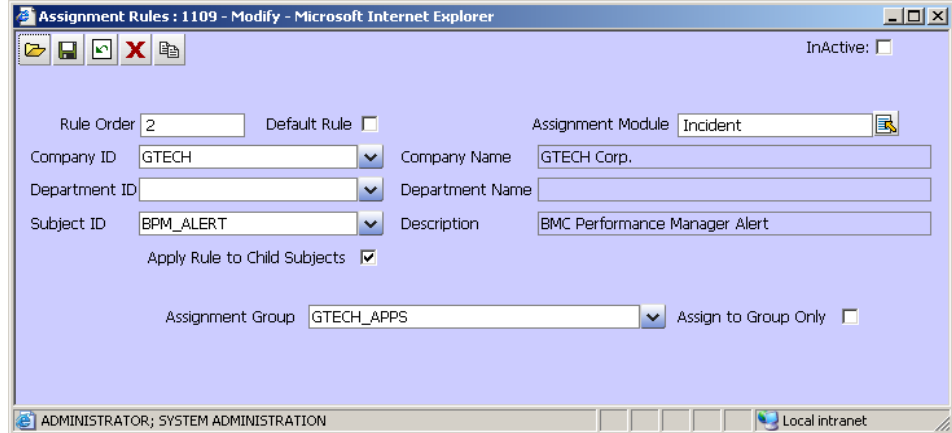 Assignment Rules : 1109 - Modify - Microsoft Internet Explorer
InActive:
Rule Order 2 Default Rule Assignment Module Incident
Company ID GTECH Company Name GTECH Corp.
Department ID Department Name
Subject ID BPM_ALERT Description BMC Performance Manager Alert
Apply Rule to Child Subjects
Assignment Group GTECH_APPS Assign to Group Only
ADMINISTRATOR; SYSTEM ADMINISTRATION Local intranet